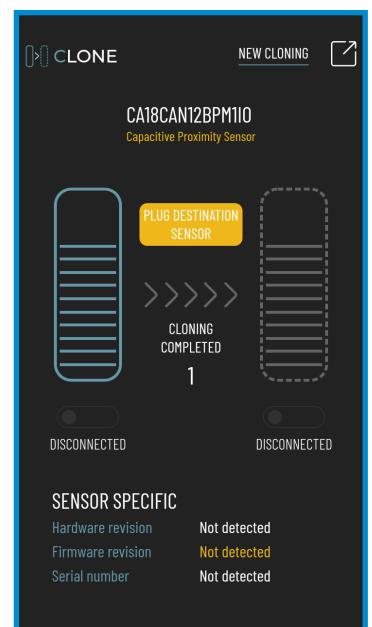 CLONE
NEW CLONING
CA18CAN12BPM1IO
Capacitive Proximity Sensor
PLUG DESTINATION
SENSOR
CLONING
COMPLETED
1
DISCONNECTED
DISCONNECTED
SENSOR SPECIFIC
Hardware revision Not detected
Firmware revision Not detected
Serial number Not detected